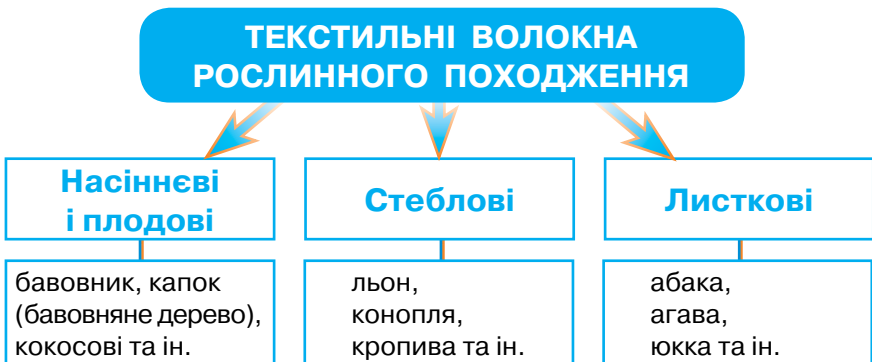 ТЕКСТИЛЬНІ ВОЛОКНА
РОСЛИННОГО ПОХОДЖЕННЯ
Насіннєві
і плодові
бавовник, капок
(бавовняне дерево),
кокосові та ін.
Стеблові
льон,
конопля,
кропива та ін.
Листкові
абака,
агава,
юкка та ін.